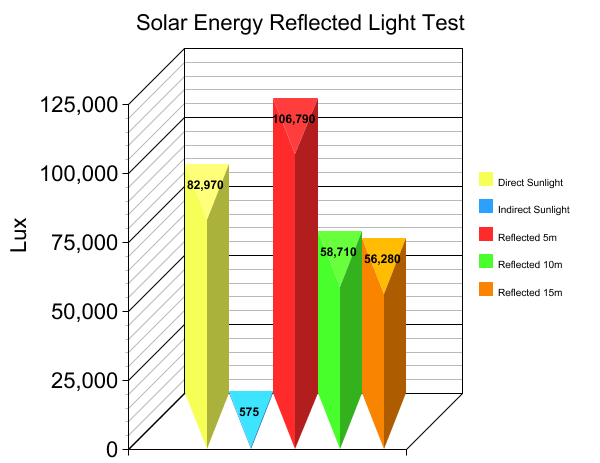 Solar Energy Reflected Light Test
125,000
100,000
75,000
50,000
25,000
0
Lux
82,970
575
106,790
58,710
56,280
Direct Sunlight
Indirect Sunlight
Reflected 5m
Reflected 10m
Reflected 15m